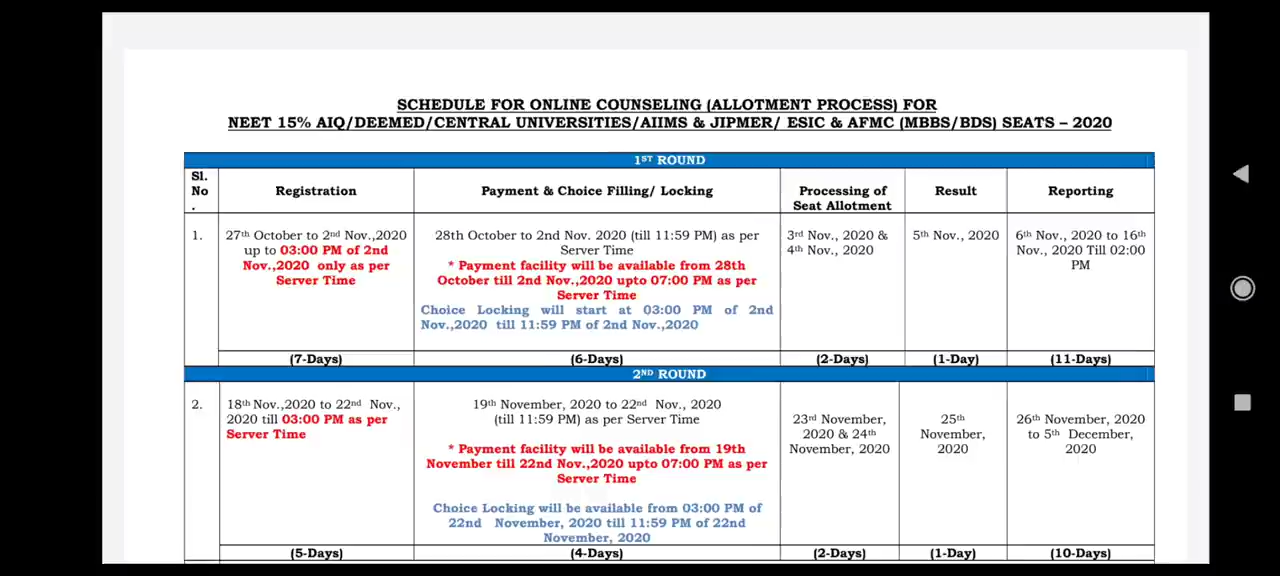 SCHEDULE FOR ONLINE COUNSELING (ALLOTMENT PROCESS) FOR
NEET 15% AIQ/DEEMED/CENTRAL UNIVERSITIES/AIIMS & JIPMER/ ESIC & AFMC (MBBS/BDS) SEATS – 2020
1ST ROUND
Sl.
No
.
Registration
Payment & Choice Filling/ Locking
Processing of
Seat Allotment
Result
Reporting
1.
27th October to 2nd Nov.,2020
up to 03:00 PM of 2nd
Nov.,2020 only as per
Server Time
28th October to 2nd Nov. 2020 (till 11:59 PM) as per
Server Time
* Payment facility will be available from 28th
October till 2nd Nov.,2020 upto 07:00 PM as per
Server Time
Choice Locking will start at 03:00 PM of 2nd
Nov.,2020 till 11:59 PM of 2nd Nov.,2020
3rd Nov., 2020 &
4th Nov., 2020
5th Nov., 2020
6th Nov., 2020 to 16th
Nov., 2020 Till 02:00
PM
(7-Days)
(6-Days)
(2-Days)
(1-Day)
(11-Days)
2ND ROUND
2.
18th Nov.,2020 to 22nd Nov.,
2020 till 03:00 PM as per
Server Time
19th November, 2020 to 22nd Nov., 2020
(till 11:59 PM) as per Server Time
* Payment facility will be available from 19th
November till 22nd Nov.,2020 upto 07:00 PM as per
Server Time
Choice Locking will be available from 03:00 PM of
22nd November, 2020 till 11:59 PM of 22nd
November, 2020
23rd November,
2020 & 24th
November, 2020
25th
November,
2020
26th November, 2020
to 5th December,
2020
(5-Days)
(4-Days)
(2-Days)
(1-Day)
(10-Days)